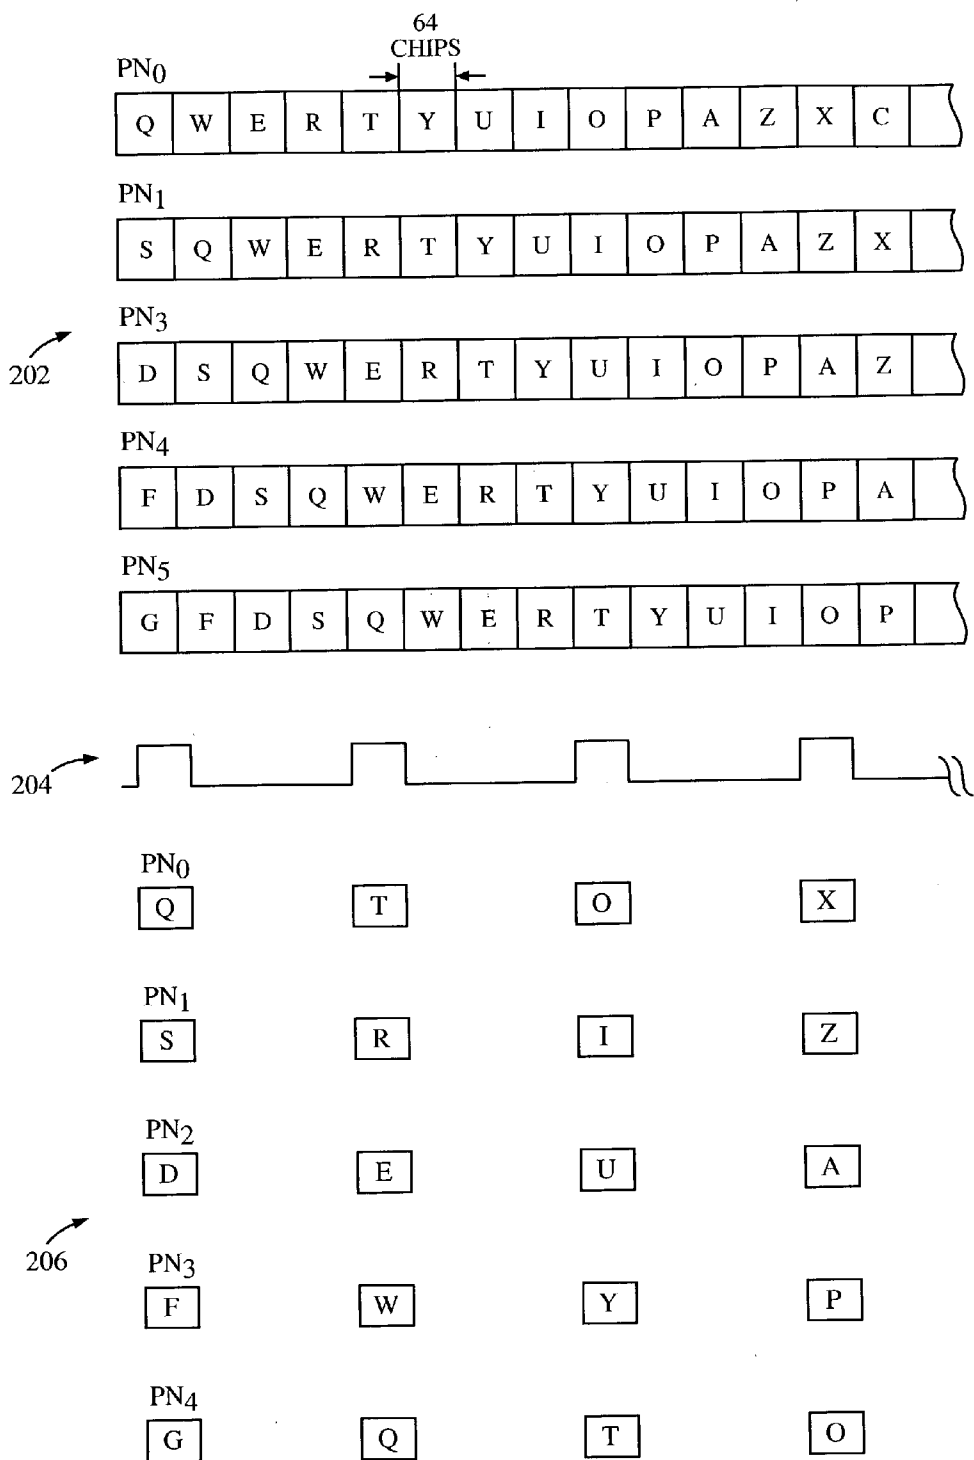 64
CHIPS
PN0
Q W E R T Y U I O P A Z X C
PN1
S Q W E R T Y U I O P A Z X
PN3
202
D S Q W E R T Y U I O P A Z
PN4
F D S Q W E R T Y U I O P A
PN5
G F D S Q W E R T Y U I O P
204
PN0
Q T O X
PN1
S R I Z
PN2
D E U A
206
PN3
F W Y P
PN4
G Q T O